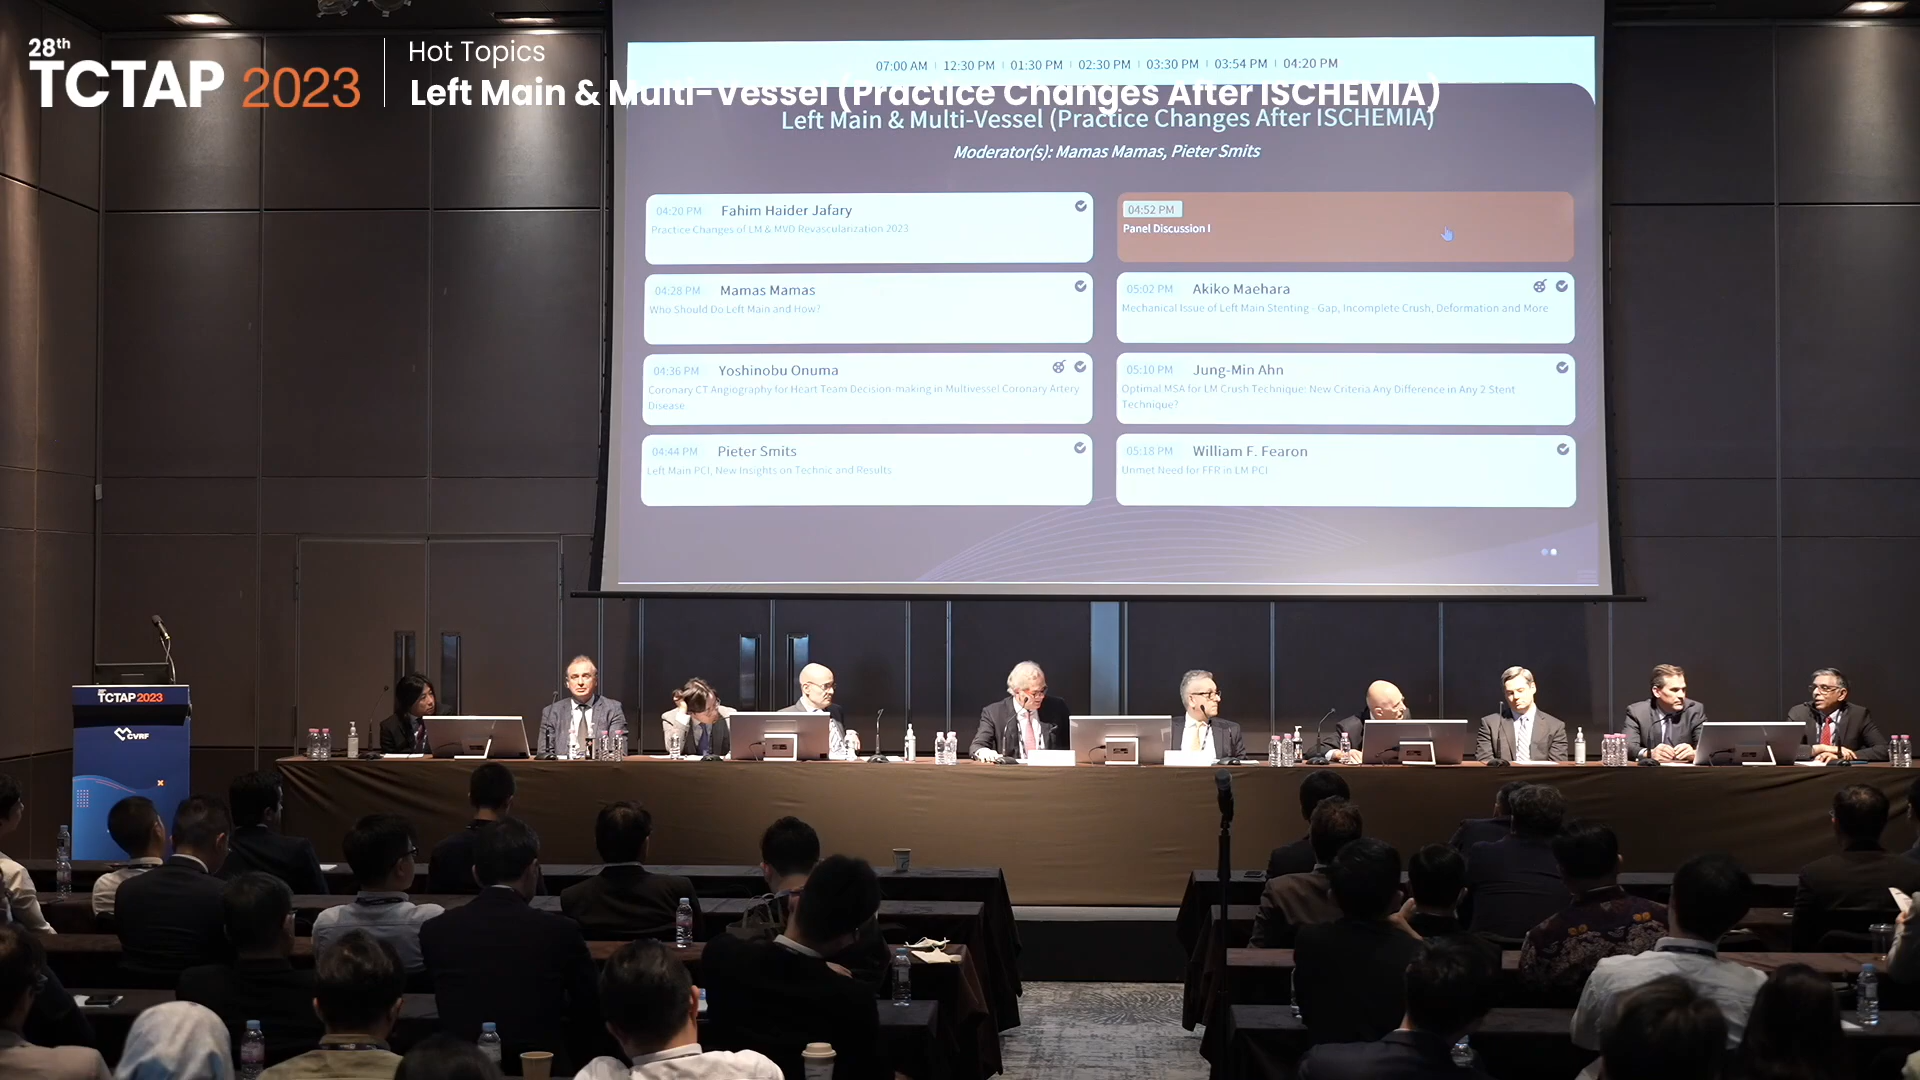 28th
TCTAP 2023
Hot Topics
Left Main & Multi-Vessel (Practice Changes After ISCHEMIA)
07:00 AM | 12:30 PM | 01:30 PM | 02:30 PM | 03:30 PM | 03:54 PM | 04:20 PM
Left Main & Multi-Vessel (Practice Changes After ISCHEMIA)
Moderator(s): Mamas Mamas, Pieter Smits
04:20 PM Fahim Haider Jafary
Practice Changes of LM & MVD Revascularization 2023
04:28 PM Mamas Mamas
Who Should Do Left Main and How?
04:36 PM Yoshinobu Onuma
Coronary CT Angiography for Heart Team Decision-making in Multivessel Coronary Artery
Disease
04:44 PM Pieter Smits
Left Main PCI, New Insights on Technic and Results
04:52 PM
Panel Discussion I
05:02 PM Akiko Maehara
Mechanical Issue of Left Main Stenting - Gap, Incomplete Crush, Deformation and More
05:10 PM Jung-Min Ahn
Optimal MSA for LM Crush Technique: New Criteria Any Difference in Any 2 Stent
Technique?
05:18 PM William F. Fearon
Unmet Need for FFR in LM PCI
TCTAP 2023
CVRF